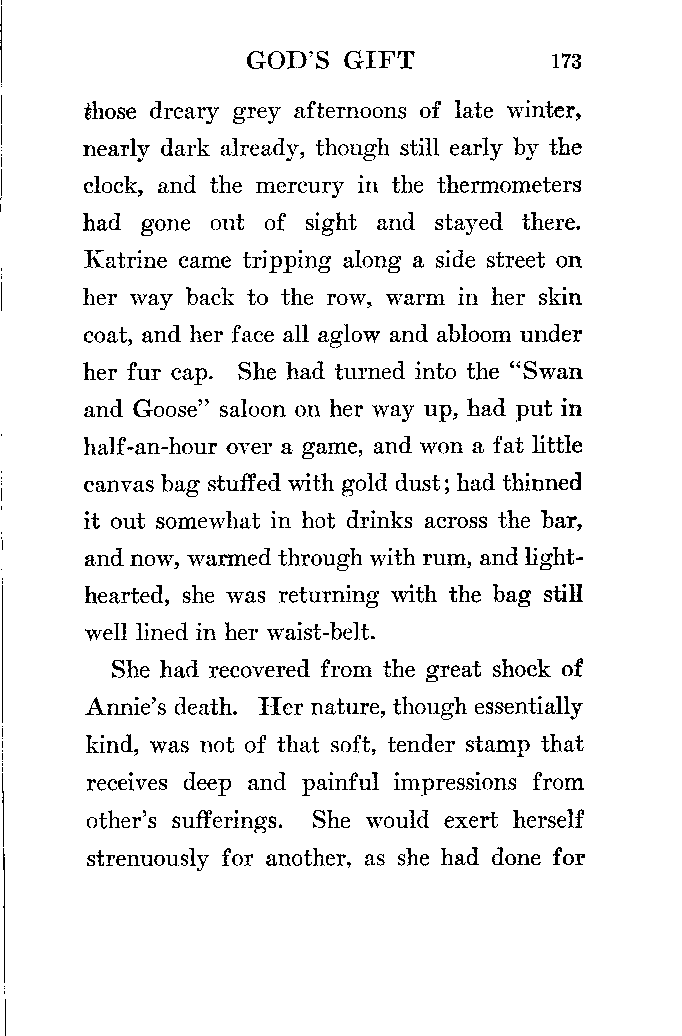 GOD'S GIFT 173
those dreary grey afternoons of late winter,
nearly dark already, though still early by the
clock, and the mercury in the thermometers
had gone out of sight and stayed there.
Katrine came tripping along a side street on
her way back to the row, warm in her skin
coat, and her face all aglow and abloom under
her fur cap. She had turned into the “Swan
and Goose” saloon on her way up, had put in
half-an-hour over a game, and won a fat little
canvas bag stuffed with gold dust; had thinned
it out somewhat in hot drinks across the bar,
and now, warmed through with rum, and light-
hearted, she was returning with the bag still
well lined in her waist-belt.
She had recovered from the great shock of
Annie's death. Her nature, though essentially
kind, was not of that soft, tender stamp that
receives deep and painful impressions from
other's sufferings. She would exert herself
strenuously for another, as she had done for